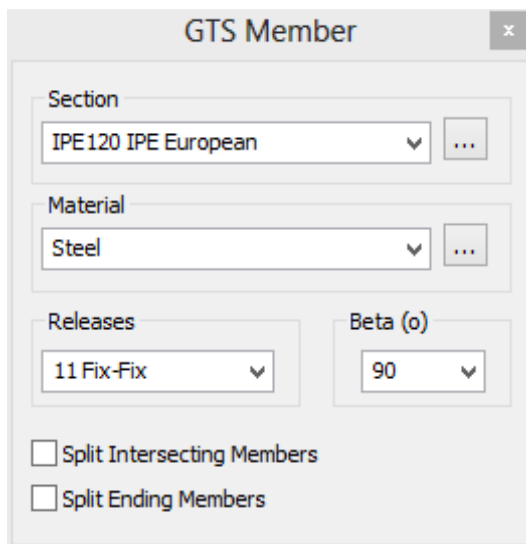 GTS Member
x
Section
IPE120 IPE European
...
Material
Steel
...
Releases
Beta (o)
11 Fix-Fix
90
Split Intersecting Members
Split Ending Members